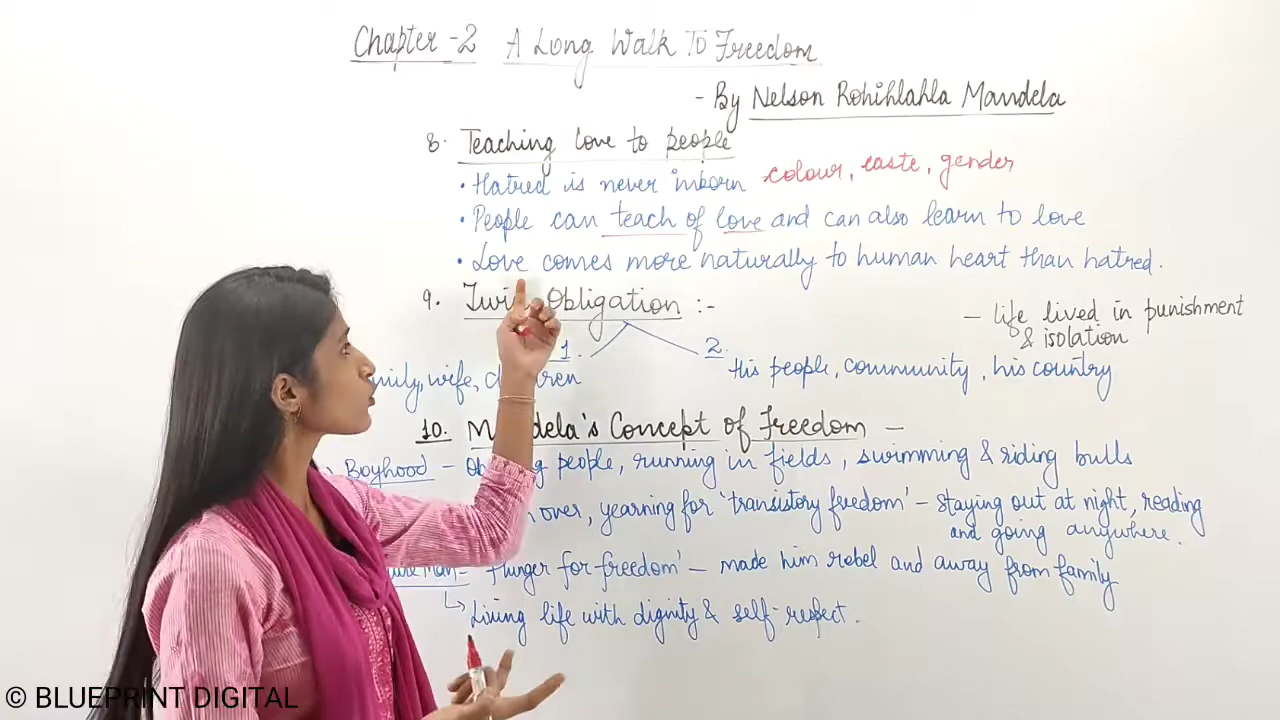 Chapter-2 A Long Walk To Freedom
- By Nelson Rohihlahla Mandela
8. Teaching love to people
• Hatred is never inborn colour, caste, gender
• People can teach of love and can also learn to love
• Love comes more naturally to human heart than hatred.
9. Obligation :-
- life lived in punishment
& isolation
1. 2.
wife, His people, community, his country
10. Mandela's Concept of Freedom -
Boyhood - people, running in fields, swimming & riding bulls
over, yearning for 'transistory freedom' - staying out at night, reading
and going anywhere.
Man - 'Hunger for freedom' - made him rebel and away from family
↳ Living life with dignity & self-respect.
© BLUEPRINT DIGITAL